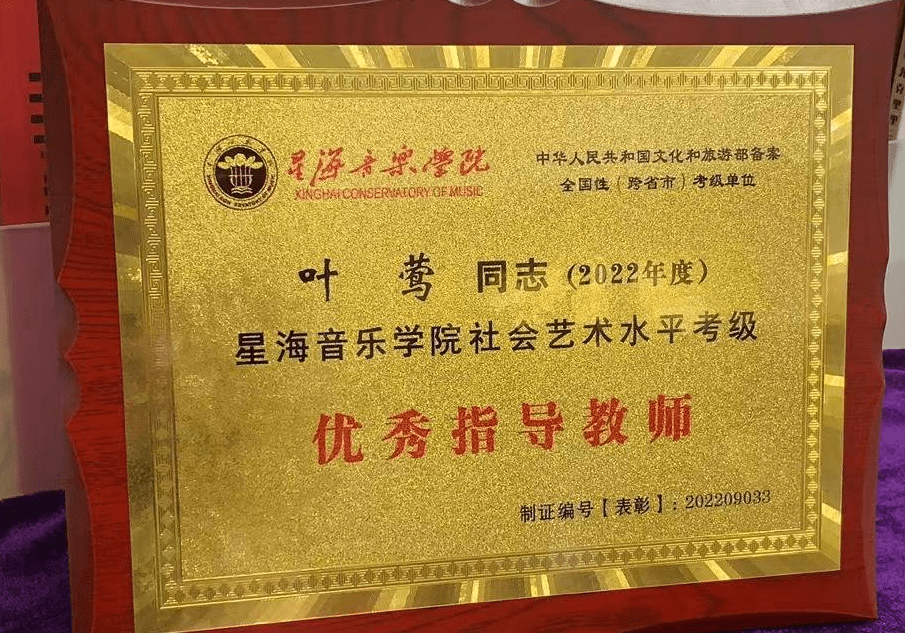 星海音樂學院
XINGHAI CONSERVATORY OF MUSIC
中华人民共和国文化和旅游部备案
全国性（跨省市）考级单位
叶 莺 同志（2022年度）
星海音乐学院社会艺术水平考级
优秀指导教师
制证编号【表彰】：202209033